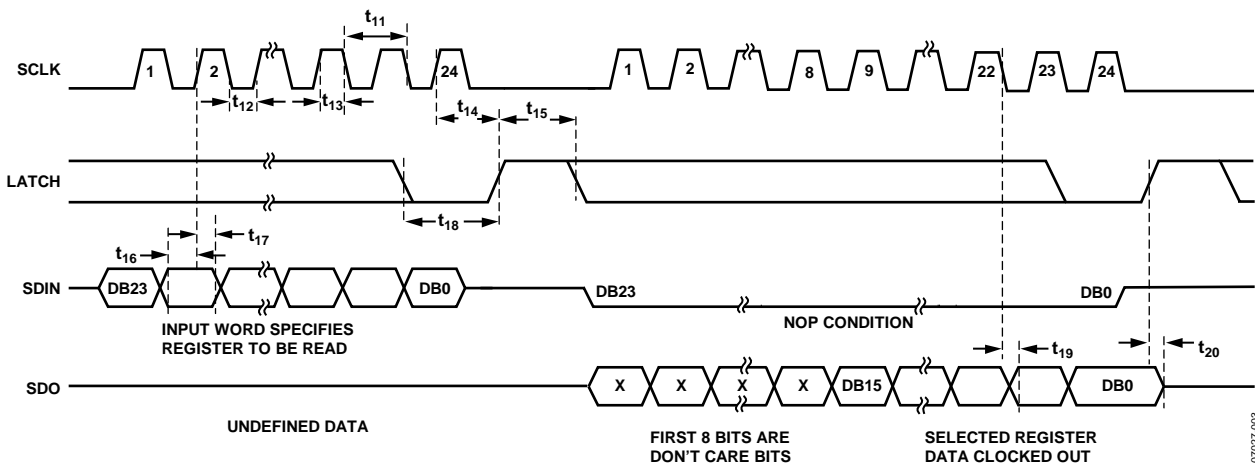 t11
SCLK
1
2
24
1
2
8
9
22
23
24
t12
t13
t14
t15
LATCH
t18
t16
t17
SDIN
DB23
DB0
DB23
DB0
INPUT WORD SPECIFIES
REGISTER TO BE READ
NOP CONDITION
t19
t20
SDO
X
X
X
X
DB15
DB0
UNDEFINED DATA
FIRST 8 BITS ARE
DON'T CARE BITS
SELECTED REGISTER
DATA CLOCKED OUT
07027-003